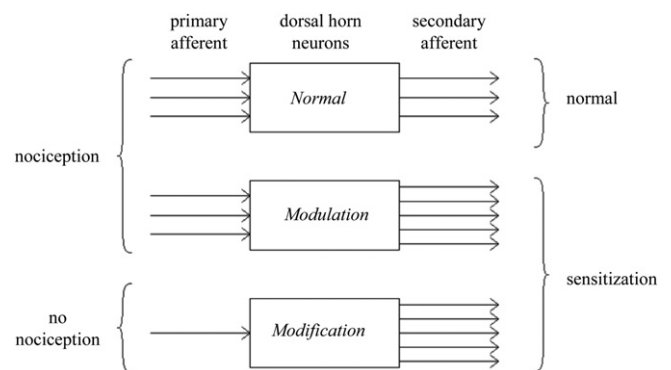 primary
afferent
dorsal horn
neurons
secondary
afferent
Normal
normal
nociception
Modulation
sensitization
no
nociception
Modification